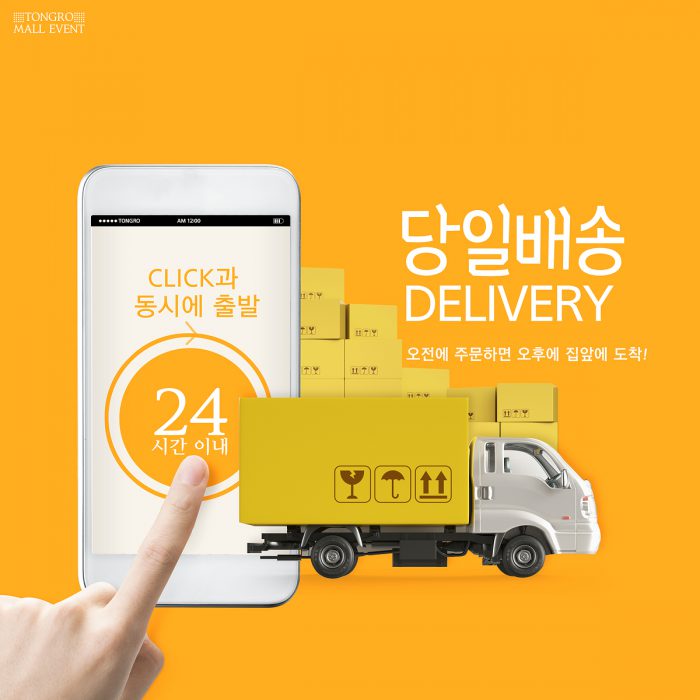 TONGRO
MALL EVENT
TONGRO
AM 12:00
CLICK과
동시에 출발
24
시간 이내
당일배송
DELIVERY
오전에 주문하면 오후에 집앞에 도착!